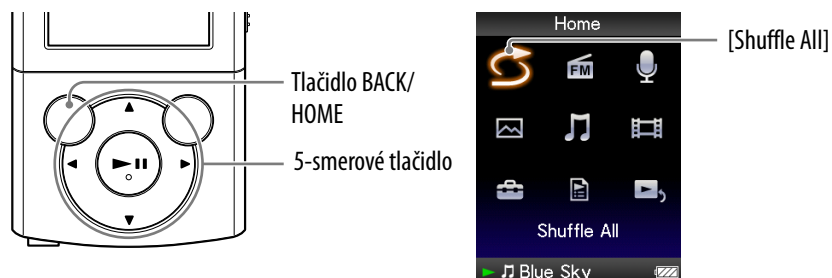 Home
[Shuffle All]
FM
Tlačidlo BACK/
HOME
5-smerové tlačidlo
Shuffle All
Blue Sky